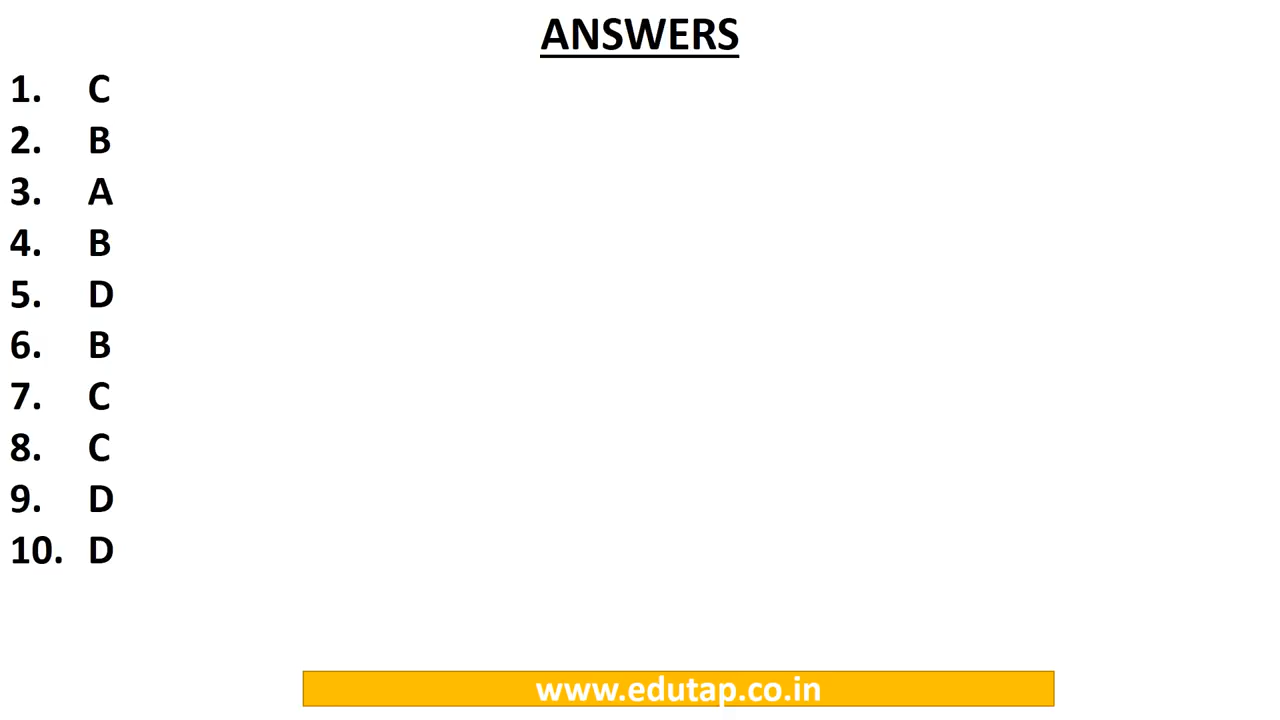 ANSWERS
1. C
2. B
3. A
4. B
5. D
6. B
7. C
8. C
9. D
10. D
www.edutap.co.in